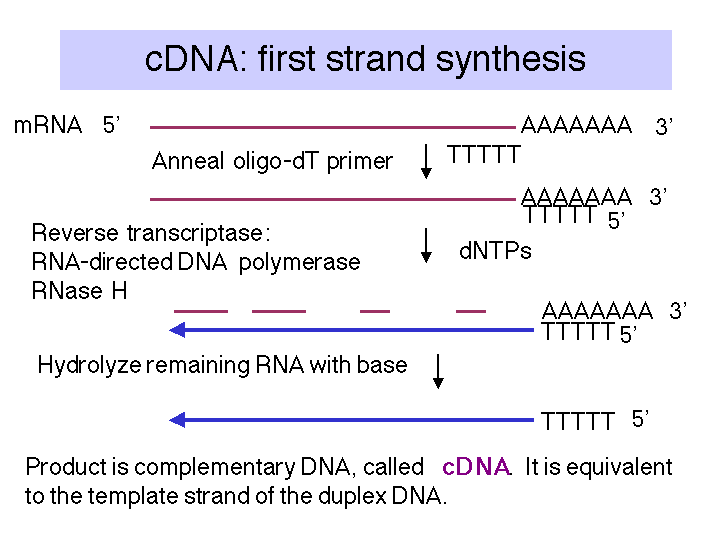 cDNA: first strand synthesis
mRNA 5’ AAAAAAA 3’
Anneal oligo-dT primer TTTTT
AAAAAAA 3’
TTTTT 5’
Reverse transcriptase:
RNA-directed DNA polymerase dNTPs
RNase H
AAAAAAA 3’
TTTTT 5’
Hydrolyze remaining RNA with base
TTTTT 5’
Product is complementary DNA, called cDNA. It is equivalent
to the template strand of the duplex DNA.